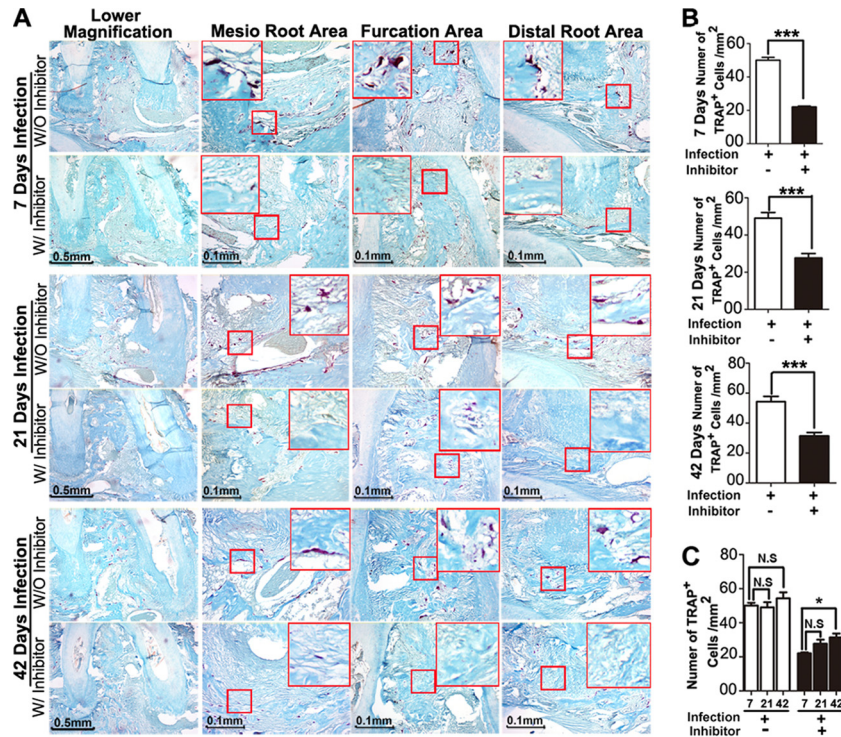 A
Lower Magnification
Mesio Root Area
Furcation Area
Distal Root Area
7 Days Infection
W/O Inhibitor
W/ Inhibitor
0.5mm
0.1mm
0.1mm
0.1mm
21 Days Infection
W/O Inhibitor
W/ Inhibitor
0.5mm
0.1mm
0.1mm
0.1mm
42 Days Infection
W/O Inhibitor
W/ Inhibitor
0.5mm
0.1mm
0.1mm
0.1mm
B
7 Days Numer of
TRAP+ Cells /mm2
60
40
20
00
***
Infection + +
Inhibitor - +
21 Days Numer of
TRAP+ Cells /mm2
60
40
20
00
***
Infection + +
Inhibitor - +
42 Days Numer of
TRAP+ Cells /mm2
80
60
40
20
00
***
Infection + +
Inhibitor - +
C
Numer of TRAP+
Cells /mm2
80
60
40
20
00
N.S
N.S
*
N.S
7 21 42 7 21 42
Infection + +
Inhibitor - +